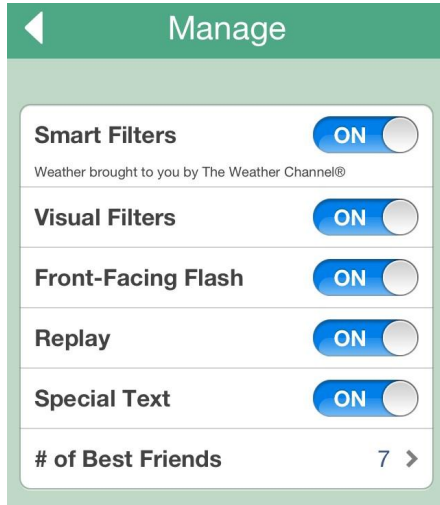 Manage
Smart Filters ON
Weather brought to you by The Weather Channel®
Visual Filters ON
Front-Facing Flash ON
Replay ON
Special Text ON
# of Best Friends 7